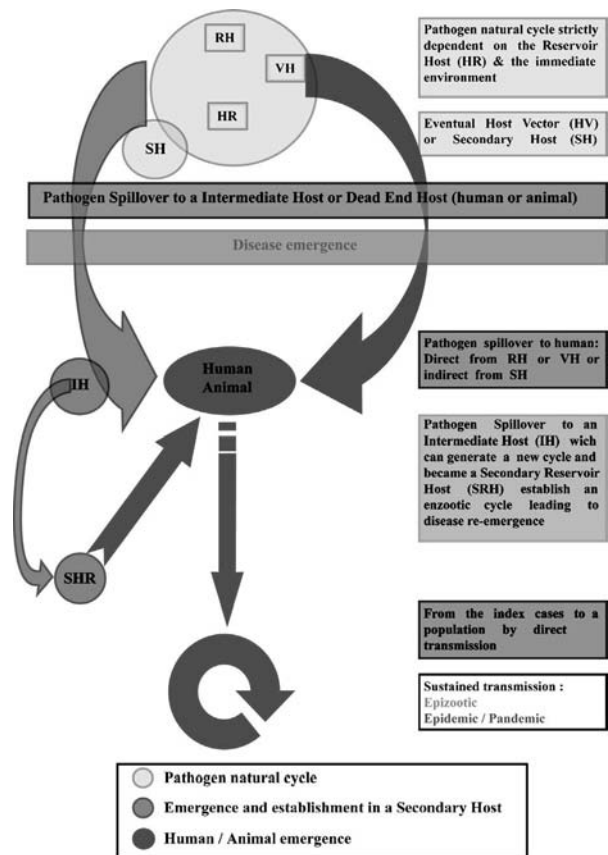 RH
VH
HR
SH
Pathogen natural cycle strictly
dependent on the Reservoir
Host (HR) & the immediate
environment
Eventual Host Vector (HV)
or Secondary Host (SH)
Pathogen Spillover to a Intermediate Host or Dead End Host (human or animal)
Disease emergence
Human
Animal
IH
SHR
Pathogen spillover to human:
Direct from RH or VH or
indirect from SH
Pathogen Spillover to an
Intermediate Host (IH) wich
can generate a new cycle and
became a Secondary Reservoir
Host (SRH) establish an
enzootic cycle leading to
disease re-emergence
From the index cases to a
population by direct
transmission
Sustained transmission :
Epizootic
Epidemic / Pandemic
Pathogen natural cycle
Emergence and establishment in a Secondary Host
Human / Animal emergence